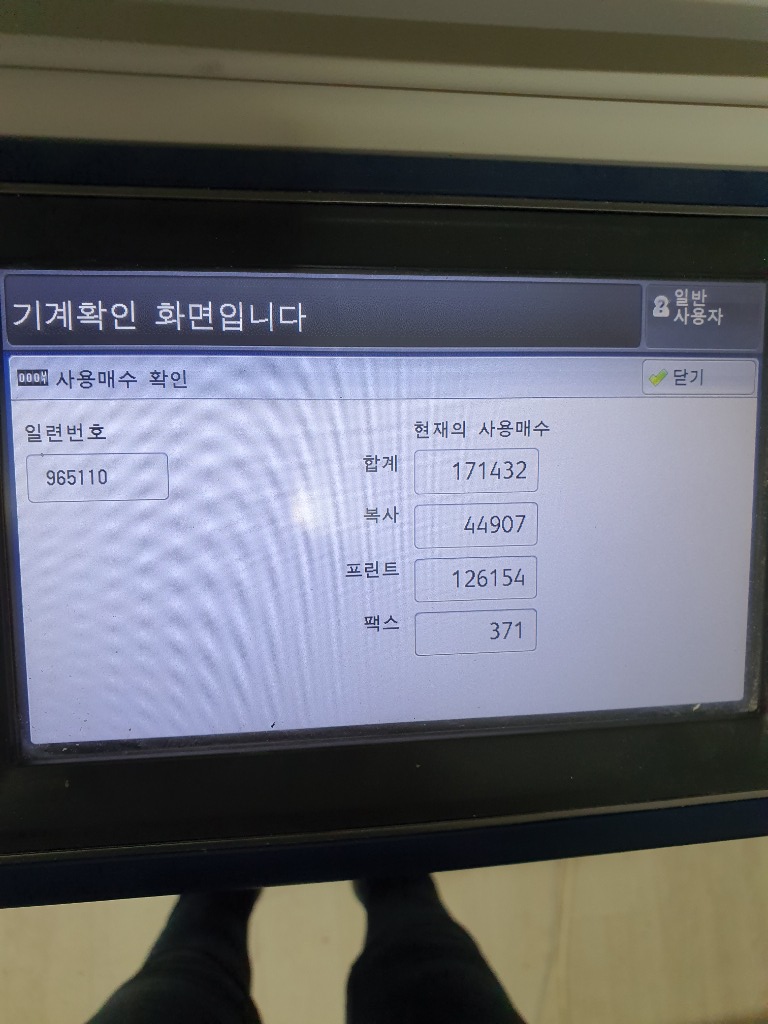 기계확인 화면입니다
일반
사용자
사용매수 확인
닫기
일련번호
965110
현재의 사용매수
합계 171432
복사 44907
프린트 126154
팩스 371